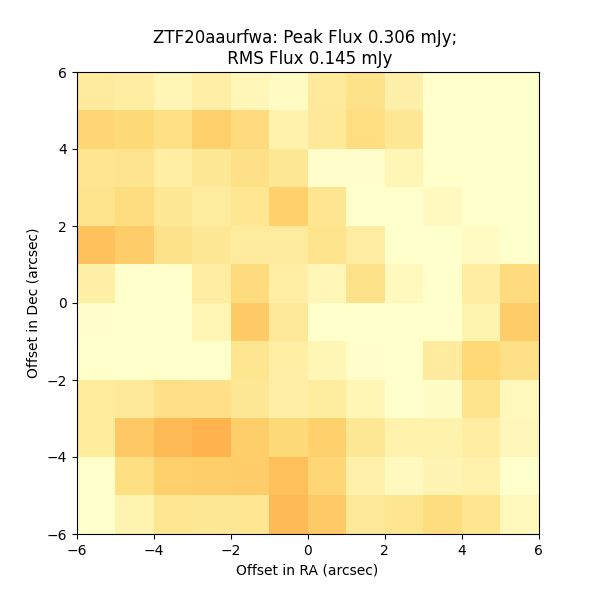 ZTF20aaurfwa: Peak Flux 0.306 mJy;
RMS Flux 0.145 mJy
6
4
2
0
−2
−4
−6
Offset in Dec (arcsec)
−6 −4 −2 0 2 4 6
Offset in RA (arcsec)